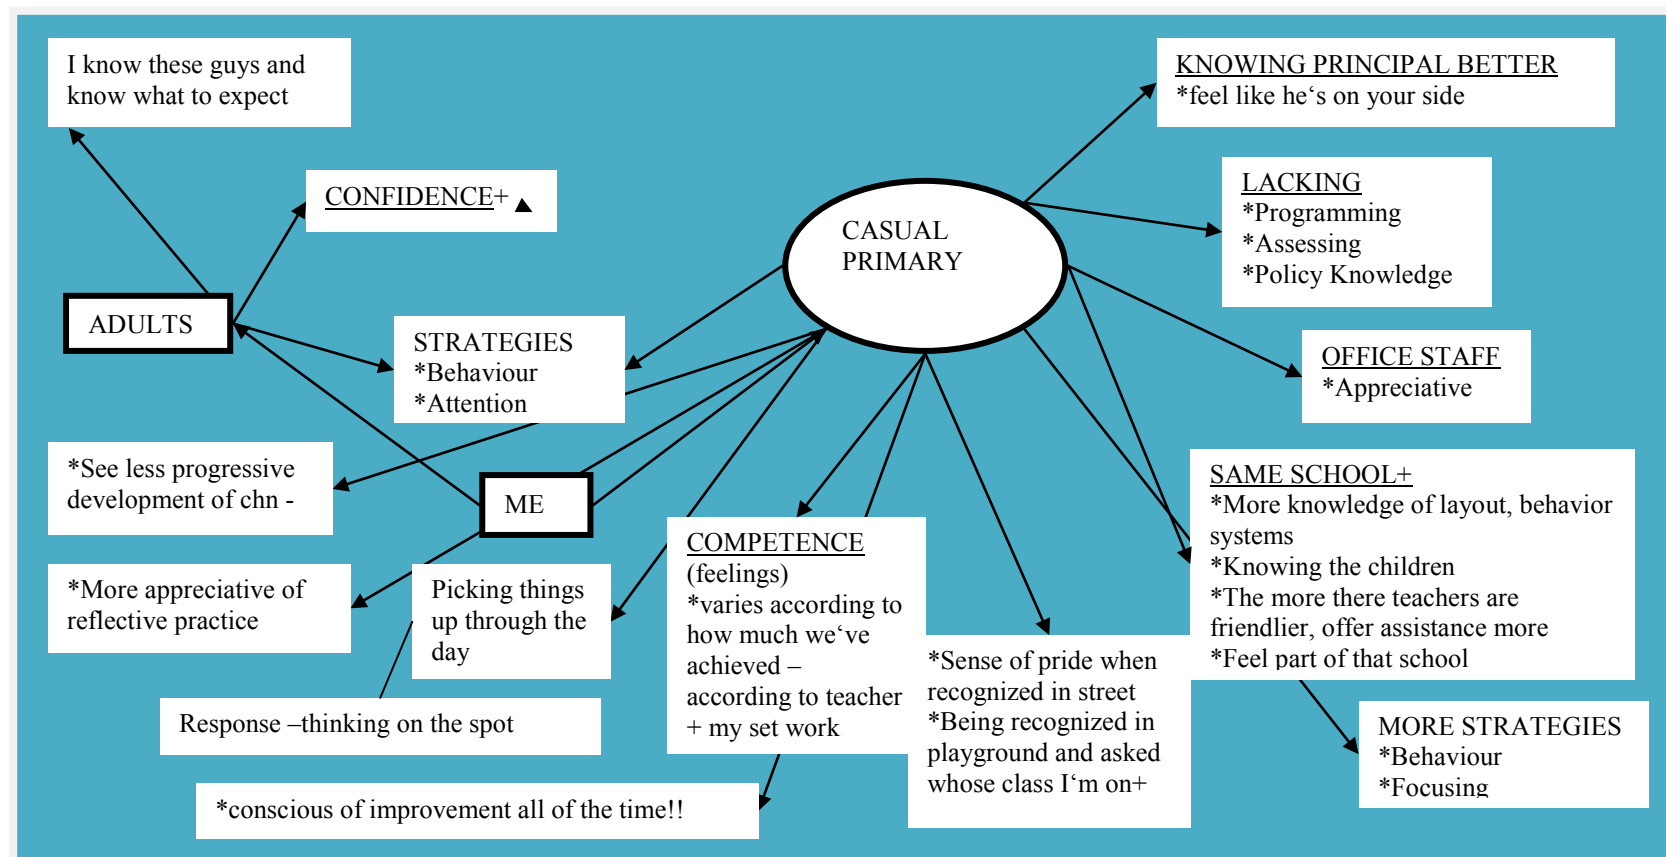 I know these guys and
know what to expect
KNOWING PRINCIPAL BETTER
*feel like he‘s on your side
CONFIDENCE+ ▲
CASUAL
PRIMARY
LACKING
*Programming
*Assessing
*Policy Knowledge
ADULTS
STRATEGIES
*Behaviour
*Attention
OFFICE STAFF
*Appreciative
*See less progressive
development of chn -
ME
SAME SCHOOL+
*More knowledge of layout, behavior
systems
*Knowing the children
*The more there teachers are
friendlier, offer assistance more
*Feel part of that school
COMPETENCE
(feelings)
*varies according to
how much we‘ve
achieved –
according to teacher
+ my set work
*More appreciative of
reflective practice
Picking things
up through the
day
*Sense of pride when
recognized in street
*Being recognized in
playground and asked
whose class I‘m on+
Response –thinking on the spot
MORE STRATEGIES
*Behaviour
*Focusing
*conscious of improvement all of the time!!